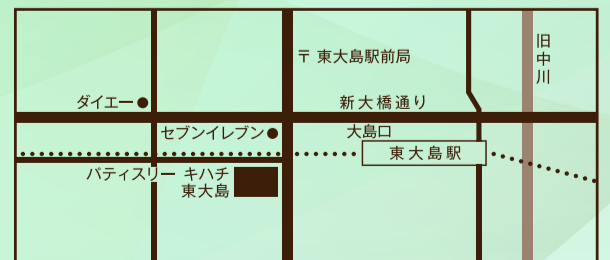 〒 東大島駅前局
旧中川
ダイエー
新大橋通り
セブンイレブン
大島口
東大島駅
パティスリー キハチ
東大島